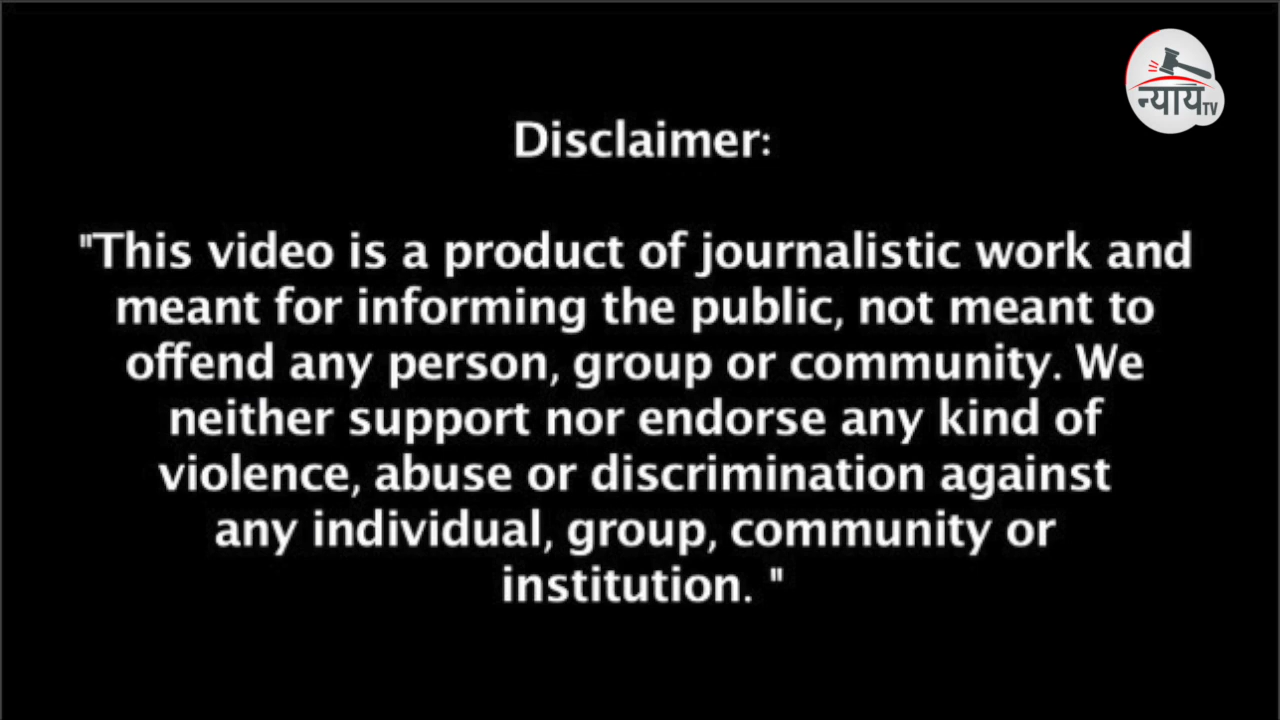 न्याय TV
Disclaimer:
"This video is a product of journalistic work and
meant for informing the public, not meant to
offend any person, group or community. We
neither support nor endorse any kind of
violence, abuse or discrimination against
any individual, group, community or
institution. "